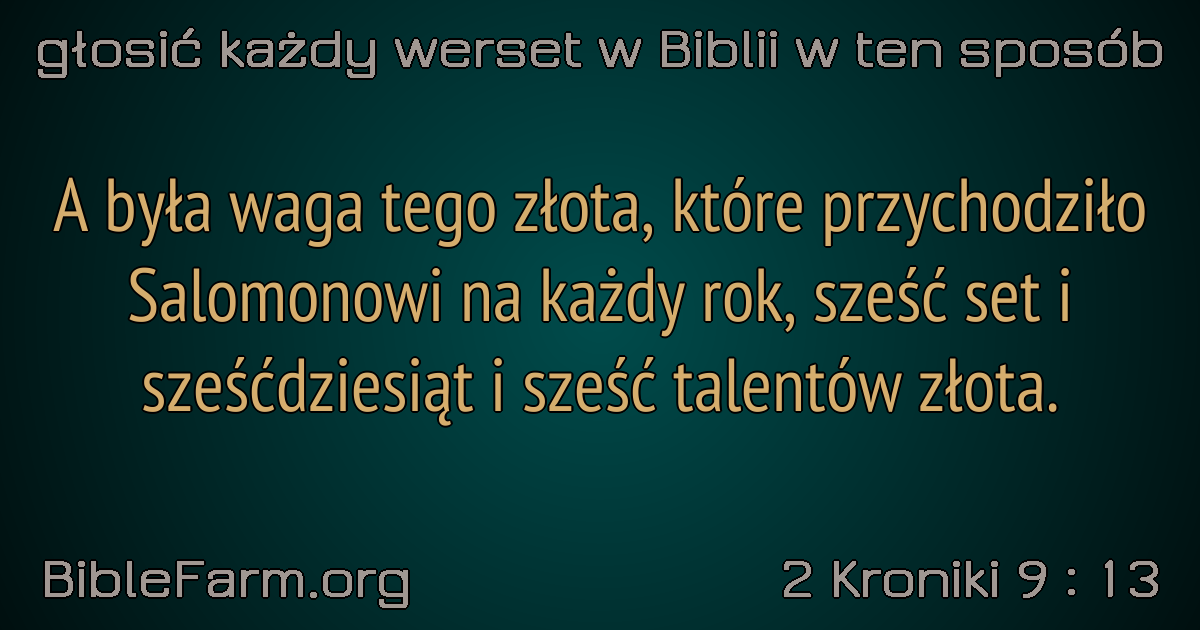 głosić każdy werset w Biblii w ten sposób
A była waga tego złota, które przychodziło
Salomonowi na każdy rok, sześć set i
sześćdziesiąt i sześć talentów złota.
BibleFarm.org
2 Kroniki 9 : 13